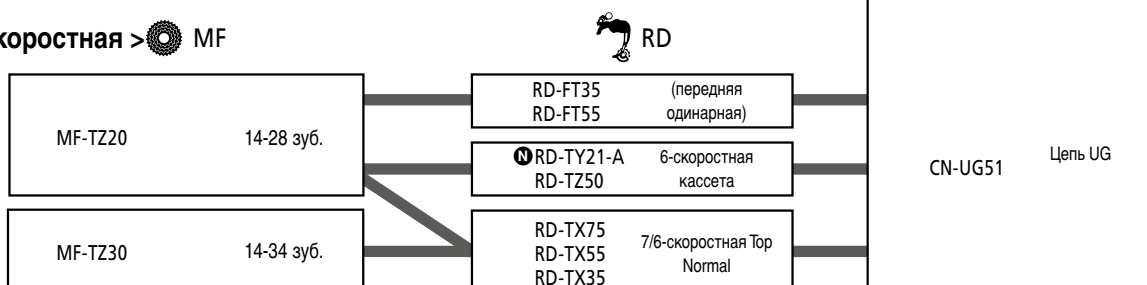 коростная > MF
RD
MF-TZ20 14-28 зуб.
RD-FT35
RD-FT55
(передняя
одинарная)
N RD-TY21-A
RD-TZ50
6-скоростная
кассета
MF-TZ30 14-34 зуб.
RD-TX75
RD-TX55
RD-TX35
7/6-скоростная Top
Normal
CN-UG51
Цепь UG